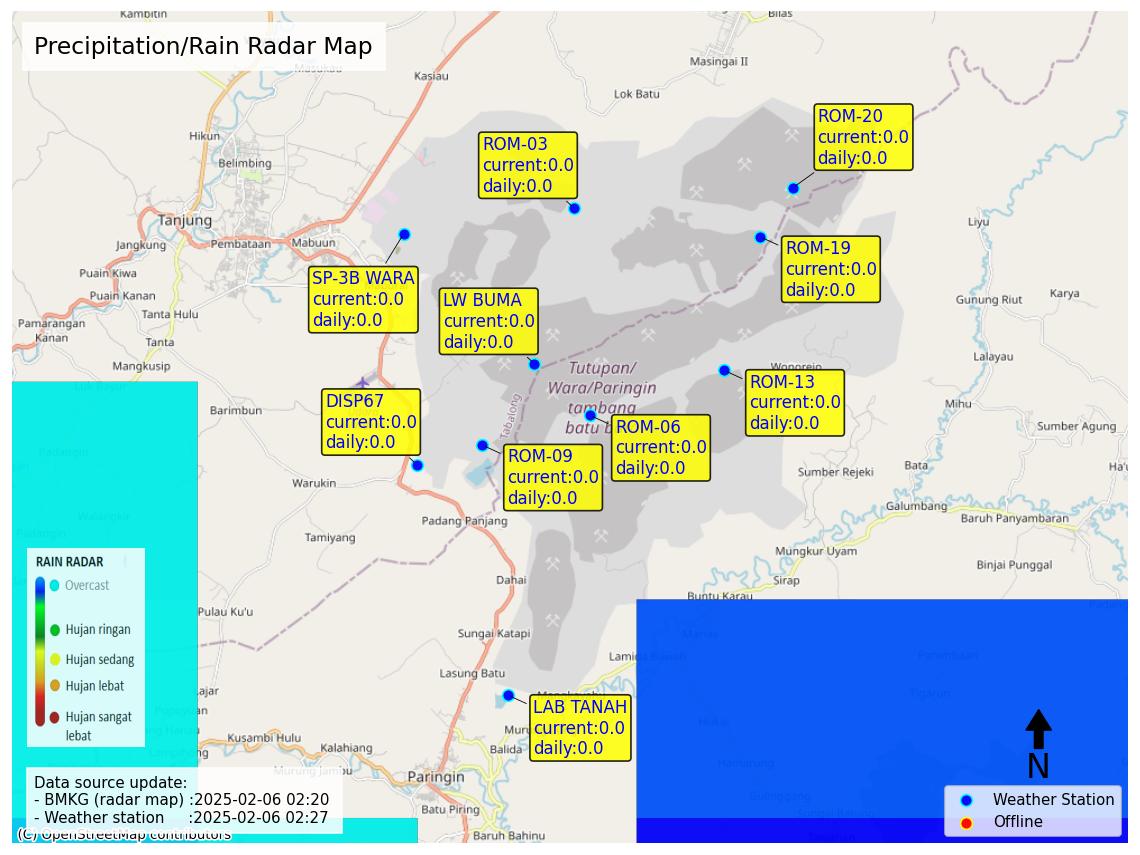 Precipitation/Rain Radar Map
Kambitin
Bilas
Masingai II
Masukau
Kasiau
Lok Batu
Hikun
Belimbing
ROM-20
current:0.0
daily:0.0
ROM-03
current:0.0
daily:0.0
Tanjung
Jangkung
Pembataan
Mabuun
Liyu
ROM-19
current:0.0
daily:0.0
Puain Kiwa
Puain Kanan
SP-3B WARA
current:0.0
daily:0.0
LW BUMA
current:0.0
daily:0.0
Gunung Riut
Karya
Tanta Hulu
Pamarangan
Kanan
Tanta
Mangkusip
Lalayau
Wonorejo
Tutupan/
Wara/Paringin
tambang
batu b
ROM-13
current:0.0
daily:0.0
Barimbun
Tabalong
DISP67
current:0.0
daily:0.0
ROM-06
current:0.0
daily:0.0
Mihu
Sumber Agung
ROM-09
current:0.0
daily:0.0
Padangin
Warukin
Sumber Rejeki
Bata
Ha'u
Galumbang
Baruh Panyambaran
Padang Panjang
Tamiyang
Mungkur Uyam
Binjai Punggal
Dahai
Sirap
Buntu Karau
RAIN RADAR
Overcast
Hujan ringan
Hujan sedang
Hujan lebat
Hujan sangat
lebat
Pulau Ku'u
Sungai Katapi
Lasung Batu
LAB TANAH
current:0.0
daily:0.0
Kusambi Hulu
Kalahiang
Balida
Murung Jambu
Paringin
Batu Piring
Baruh Bahinu
N
Data source update:
- BMKG (radar map) :2025-02-06 02:20
- Weather station :2025-02-06 02:27
(C) OpenStreetMap contributors
Weather Station
Offline